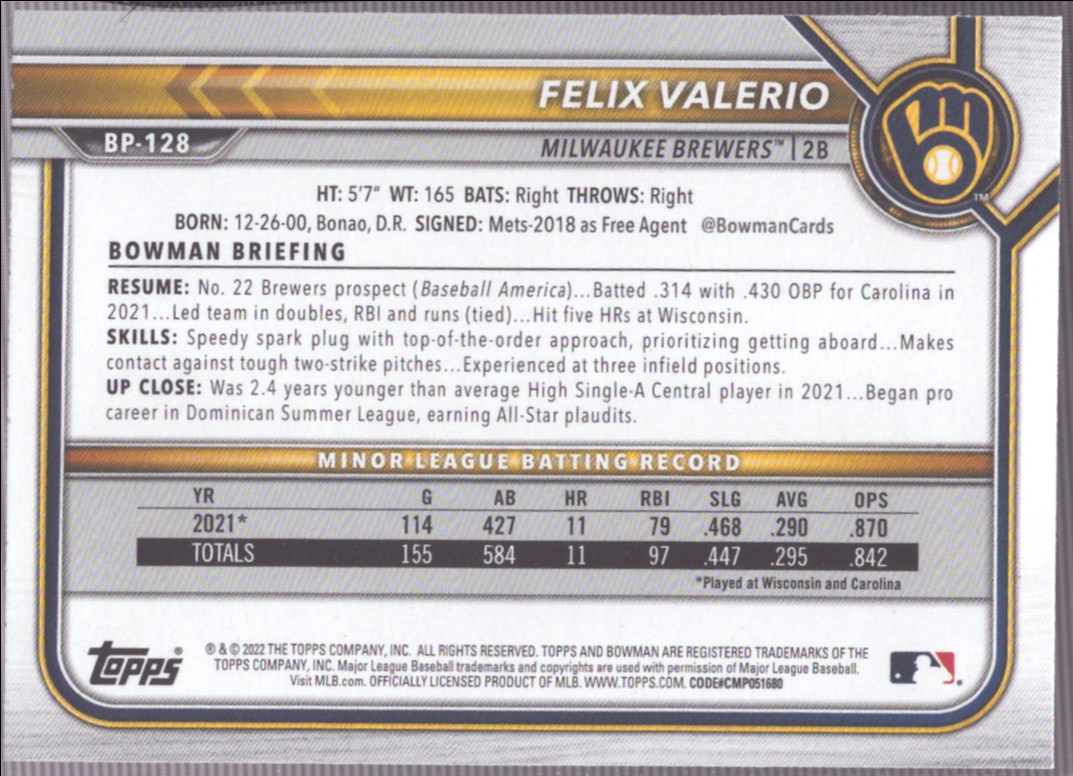 FELIX VALERIO
BP-128
MILWAUKEE BREWERS™ | 2B
TM
HT: 5'7" WT: 165 BATS: Right THROWS: Right
BORN: 12-26-00, Bonao, D.R. SIGNED: Mets-2018 as Free Agent @BowmanCards
BOWMAN BRIEFING
RESUME: No. 22 Brewers prospect (Baseball America)...Batted .314 with .430 OBP for Carolina in
2021...Led team in doubles, RBI and runs (tied)...Hit five HRs at Wisconsin.
SKILLS: Speedy spark plug with top-of-the-order approach, prioritizing getting aboard...Makes
contact against tough two-strike pitches...Experienced at three infield positions.
UP CLOSE: Was 2.4 years younger than average High Single-A Central player in 2021...Began pro
career in Dominican Summer League, earning All-Star plaudits.
MINOR LEAGUE BATTING RECORD
YR G AB HR RBI SLG AVG OPS
2021* 114 427 11 79 .468 .290 .870
TOTALS 155 584 11 97 .447 .295 .842
*Played at Wisconsin and Carolina
Topps®
® & © 2022 THE TOPPS COMPANY, INC. ALL RIGHTS RESERVED. TOPPS AND BOWMAN ARE REGISTERED TRADEMARKS OF THE
TOPPS COMPANY, INC. Major League Baseball trademarks and copyrights are used with permission of Major League Baseball.
Visit MLB.com. OFFICIALLY LICENSED PRODUCT OF MLB. WWW.TOPPS.COM. CODE#CMP051680